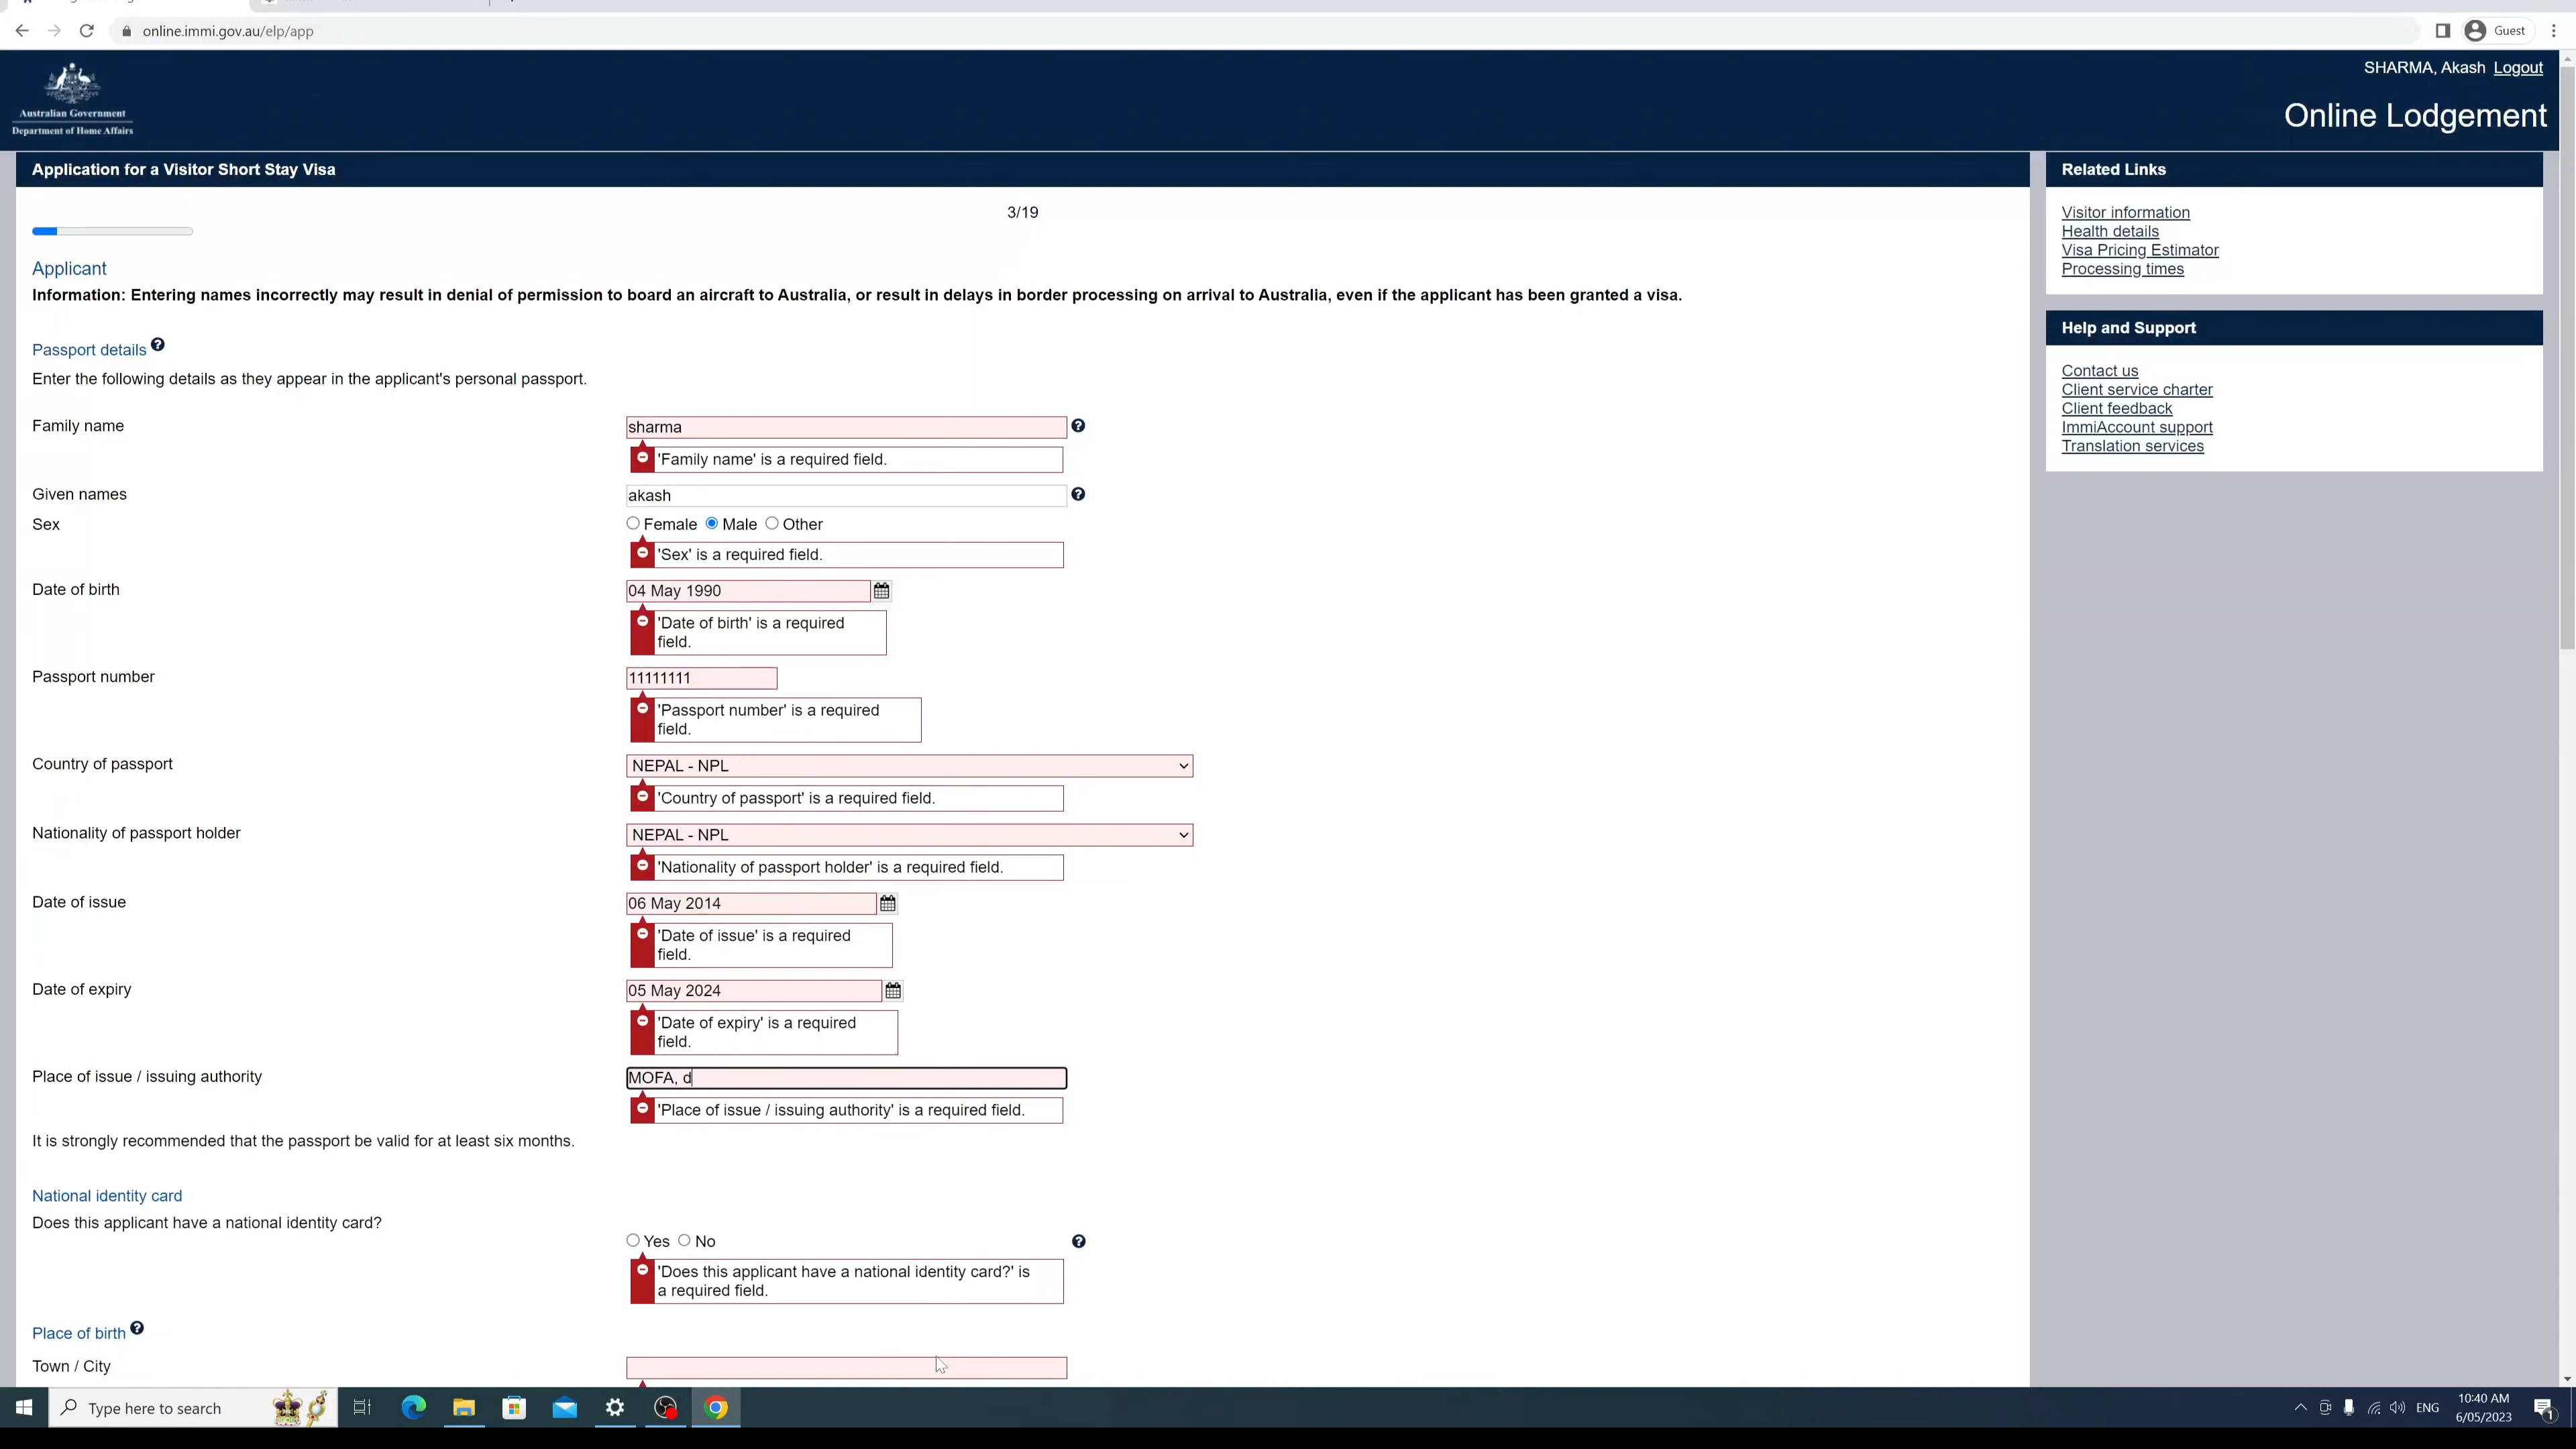 online.immi.gov.au/elp/app
Guest
Australian Government
Department of Home Affairs
SHARMA, Akash Logout
Online Lodgement
Application for a Visitor Short Stay Visa
3/19
Applicant
Information: Entering names incorrectly may result in denial of permission to board an aircraft to Australia, or result in delays in border processing on arrival to Australia, even if the applicant has been granted a visa.
Passport details
Enter the following details as they appear in the applicant's personal passport.
Family name
sharma
'Family name' is a required field.
Given names
akash
Sex
Female Male Other
'Sex' is a required field.
Date of birth
04 May 1990
'Date of birth' is a required
field.
Passport number
11111111
'Passport number' is a required
field.
Country of passport
NEPAL - NPL
'Country of passport' is a required field.
Nationality of passport holder
NEPAL - NPL
'Nationality of passport holder' is a required field.
Date of issue
06 May 2014
'Date of issue' is a required
field.
Date of expiry
05 May 2024
'Date of expiry' is a required
field.
Place of issue / issuing authority
MOFA, d
'Place of issue / issuing authority' is a required field.
It is strongly recommended that the passport be valid for at least six months.
National identity card
Does this applicant have a national identity card?
Yes No
'Does this applicant have a national identity card?' is
a required field.
Place of birth
Town / City
Related Links
Visitor information
Health details
Visa Pricing Estimator
Processing times
Help and Support
Contact us
Client service charter
Client feedback
ImmiAccount support
Translation services
Type here to search
ENG
10:40 AM
6/05/2023
1